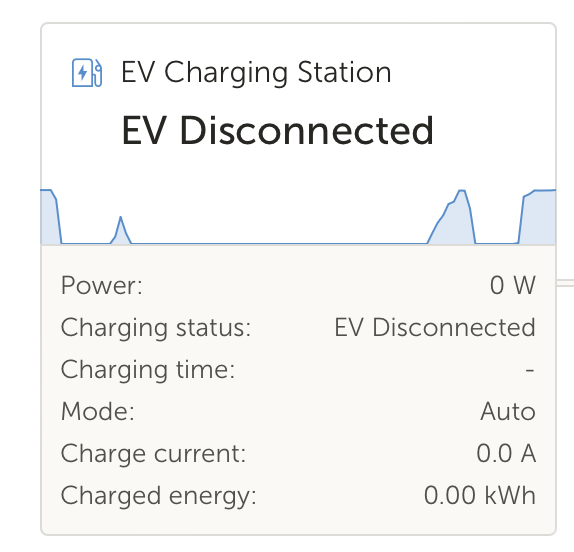 EV Charging Station
EV Disconnected
Power: 0 W
Charging status: EV Disconnected
Charging time: -
Mode: Auto
Charge current: 0.0 A
Charged energy: 0.00 kWh